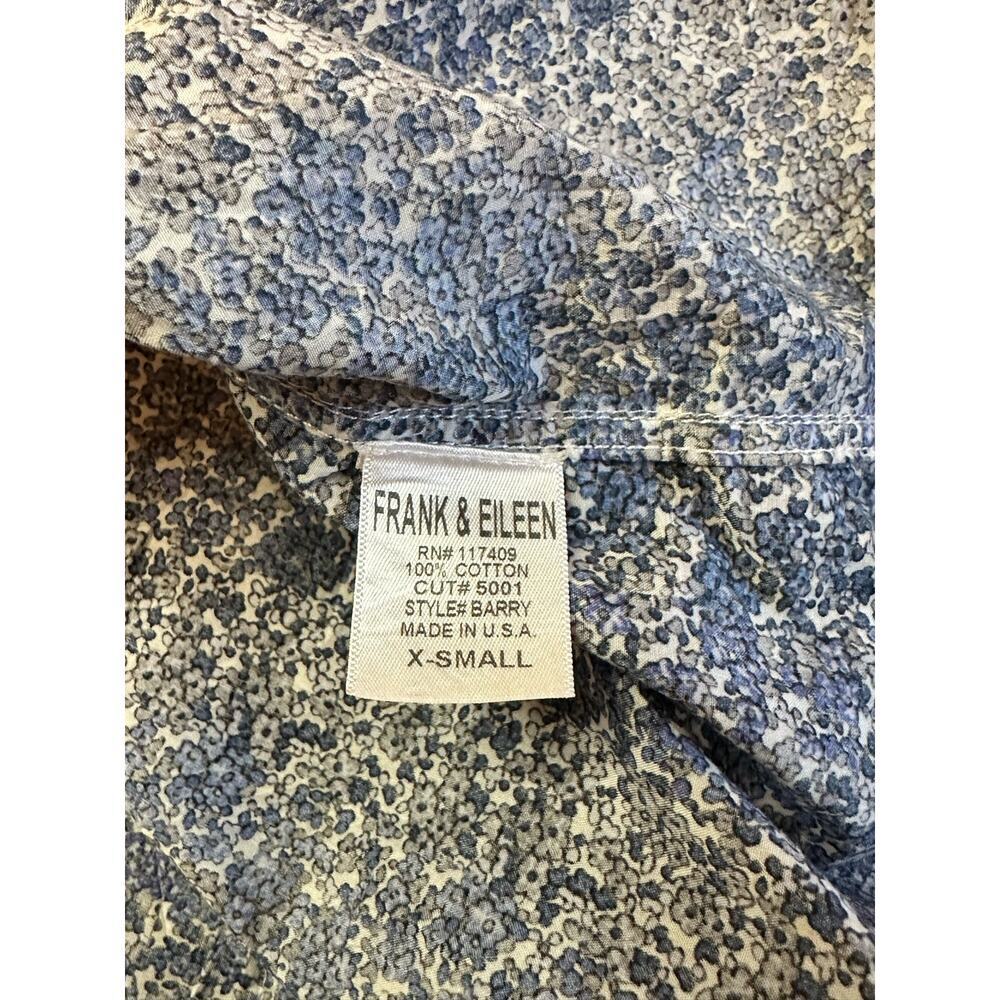 FRANK & EILEEN
RN# 117409
100% COTTON
CUT# 5001
STYLE# BARRY
MADE IN U.S.A.
X-SMALL